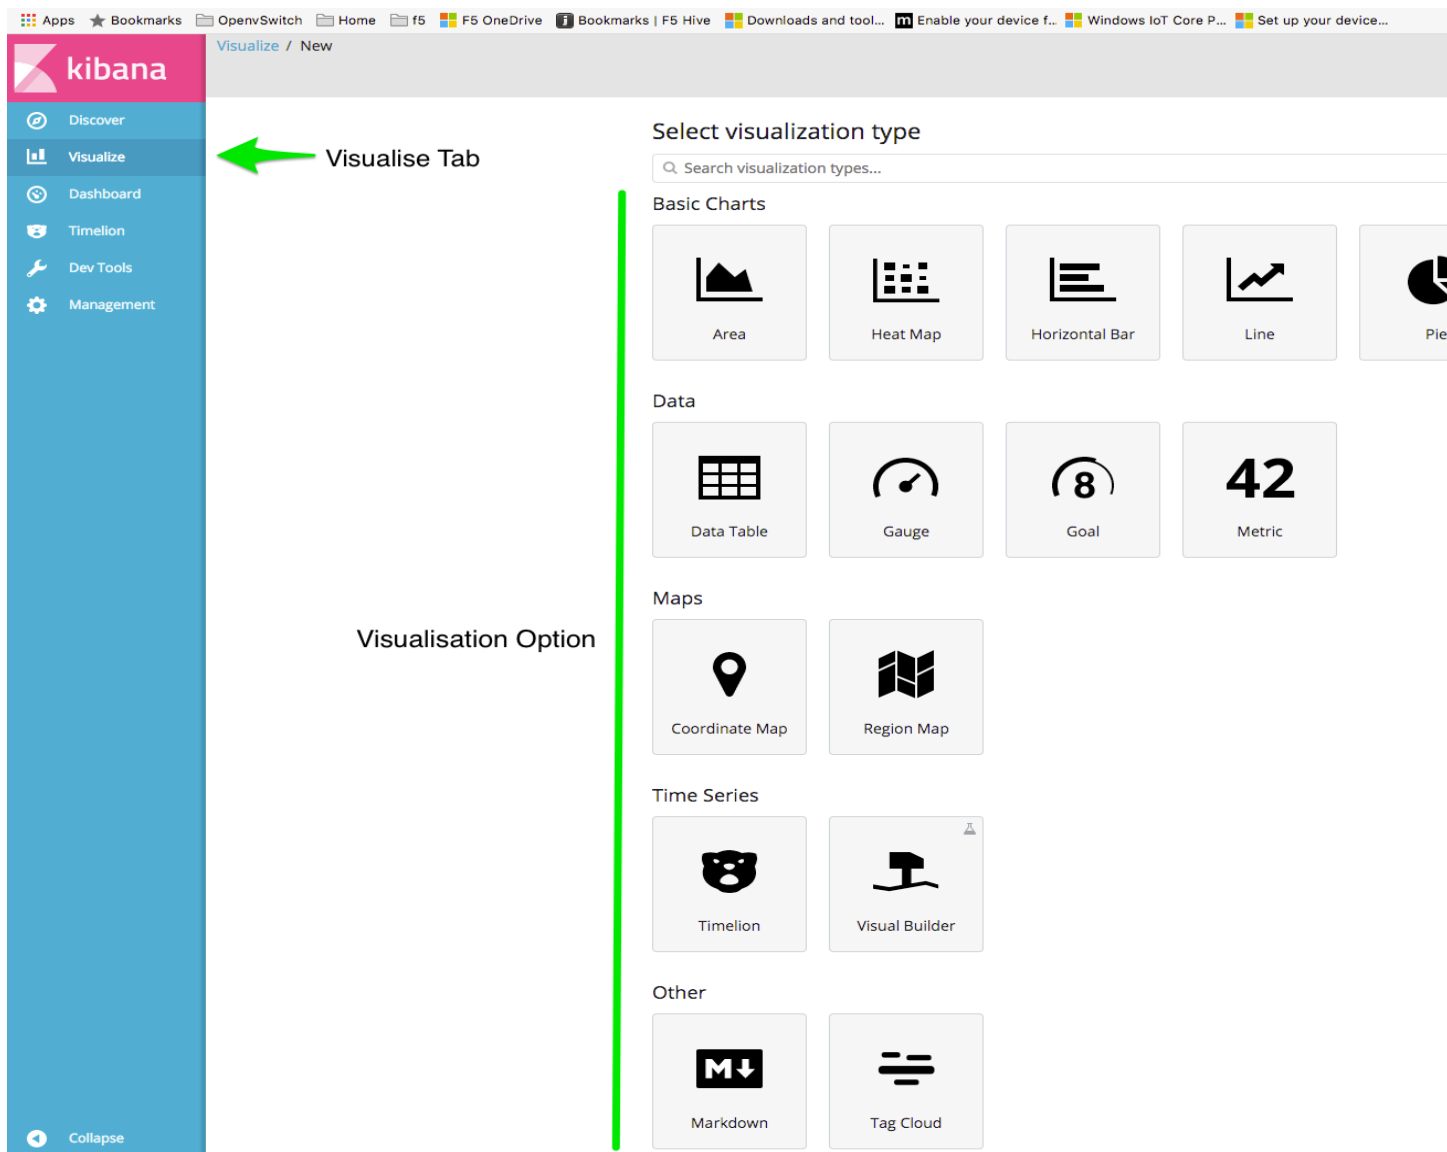 Apps Bookmarks OpenvSwitch Home f5 F5 OneDrive Bookmarks | F5 Hive Downloads and tool... Enable your device f... Windows IoT Core P... Set up your device...
kibana
Visualize / New
Discover
Visualize
Dashboard
Timelion
Dev Tools
Management
Collapse
Visualise Tab
Visualisation Option
Select visualization type
Search visualization types...
Basic Charts
Area Heat Map Horizontal Bar Line Pie
Data
8 42
Data Table Gauge Goal Metric
Maps
Coordinate Map Region Map
Time Series
Timelion Visual Builder
Other
M
Markdown Tag Cloud